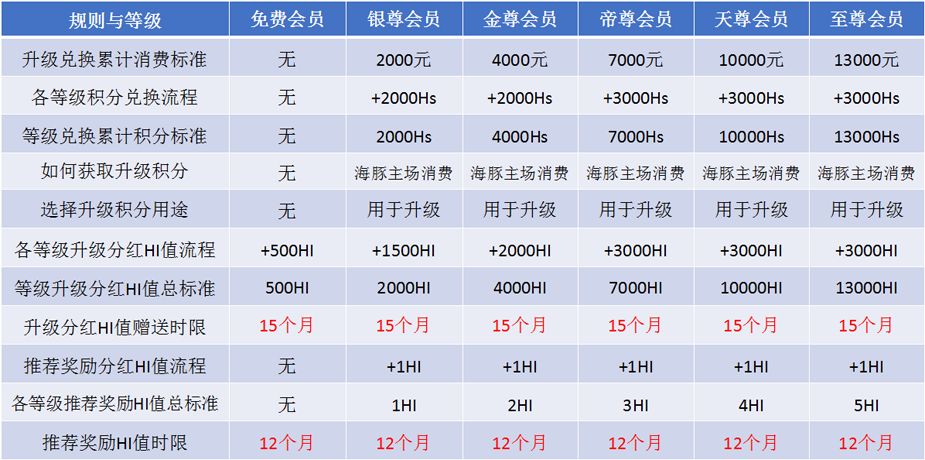 规则与等级 免费会员 银尊会员 金尊会员 帝尊会员 天尊会员 至尊会员
升级兑换累计消费标准 无 2000元 4000元 7000元 10000元 13000元
各等级积分兑换流程 无 +2000Hs +2000Hs +3000Hs +3000Hs +3000Hs
等级兑换累计积分标准 无 2000Hs 4000Hs 7000Hs 10000Hs 13000Hs
如何获取升级积分 无 海豚主场消费 海豚主场消费 海豚主场消费 海豚主场消费 海豚主场消费
选择升级积分用途 无 用于升级 用于升级 用于升级 用于升级 用于升级
各等级升级分红HI值流程 +500HI +1500HI +2000HI +3000HI +3000HI +3000HI
等级升级分红HI值总标准 500HI 2000HI 4000HI 7000HI 10000HI 13000HI
升级分红HI值赠送时限 15个月 15个月 15个月 15个月 15个月 15个月
推荐奖励分红HI值流程 无 +1HI +1HI +1HI +1HI +1HI
各等级推荐奖励HI值总标准 无 1HI 2HI 3HI 4HI 5HI
推荐奖励HI值时限 12个月 12个月 12个月 12个月 12个月 12个月